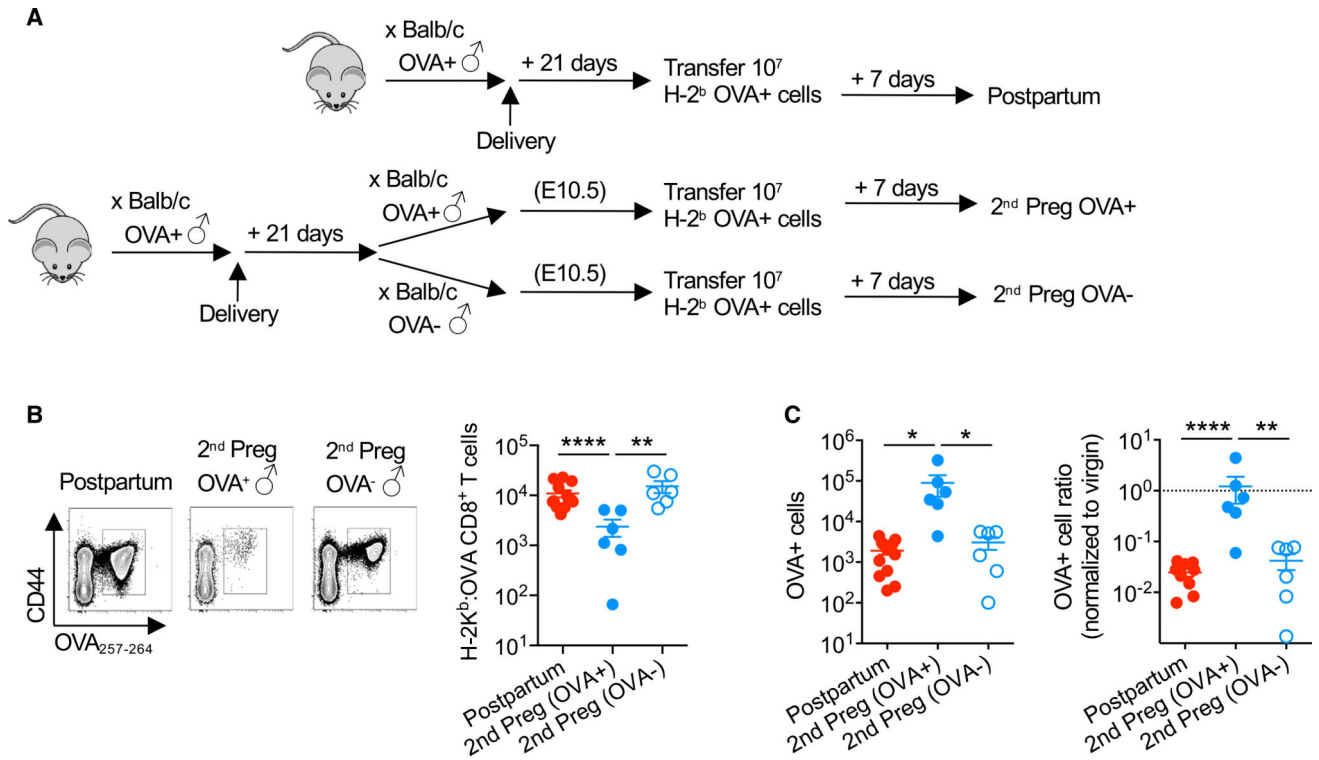 A
x Balb/c
OVA+ ♂
+ 21 days
Transfer 10⁷
H-2ᵇ OVA+ cells
+ 7 days
Postpartum
Delivery
x Balb/c
OVA+ ♂
+ 21 days
Delivery
x Balb/c
OVA+ ♂
(E10.5)
Transfer 10⁷
H-2ᵇ OVA+ cells
+ 7 days
2ⁿᵈ Preg OVA+
x Balb/c
OVA- ♂
(E10.5)
Transfer 10⁷
H-2ᵇ OVA+ cells
+ 7 days
2ⁿᵈ Preg OVA-
B
Postpartum
2ⁿᵈ Preg
OVA⁺ ♂
2ⁿᵈ Preg
OVA⁻ ♂
CD44
OVA₂₅₇₋₂₆₄
H-2Kᵇ:OVA CD8⁺ T cells
10⁵
10⁴
10³
10²
10¹
**** **
Postpartum
2nd Preg (OVA+)
2nd Preg (OVA-)
C
OVA+ cells
10⁶
10⁵
10⁴
10³
10²
10¹
* *
Postpartum
2nd Preg (OVA+)
2nd Preg (OVA-)
OVA+ cell ratio
(normalized to virgin)
10¹
10⁰
10⁻¹
10⁻²
**** **
Postpartum
2nd Preg (OVA+)
2nd Preg (OVA-)